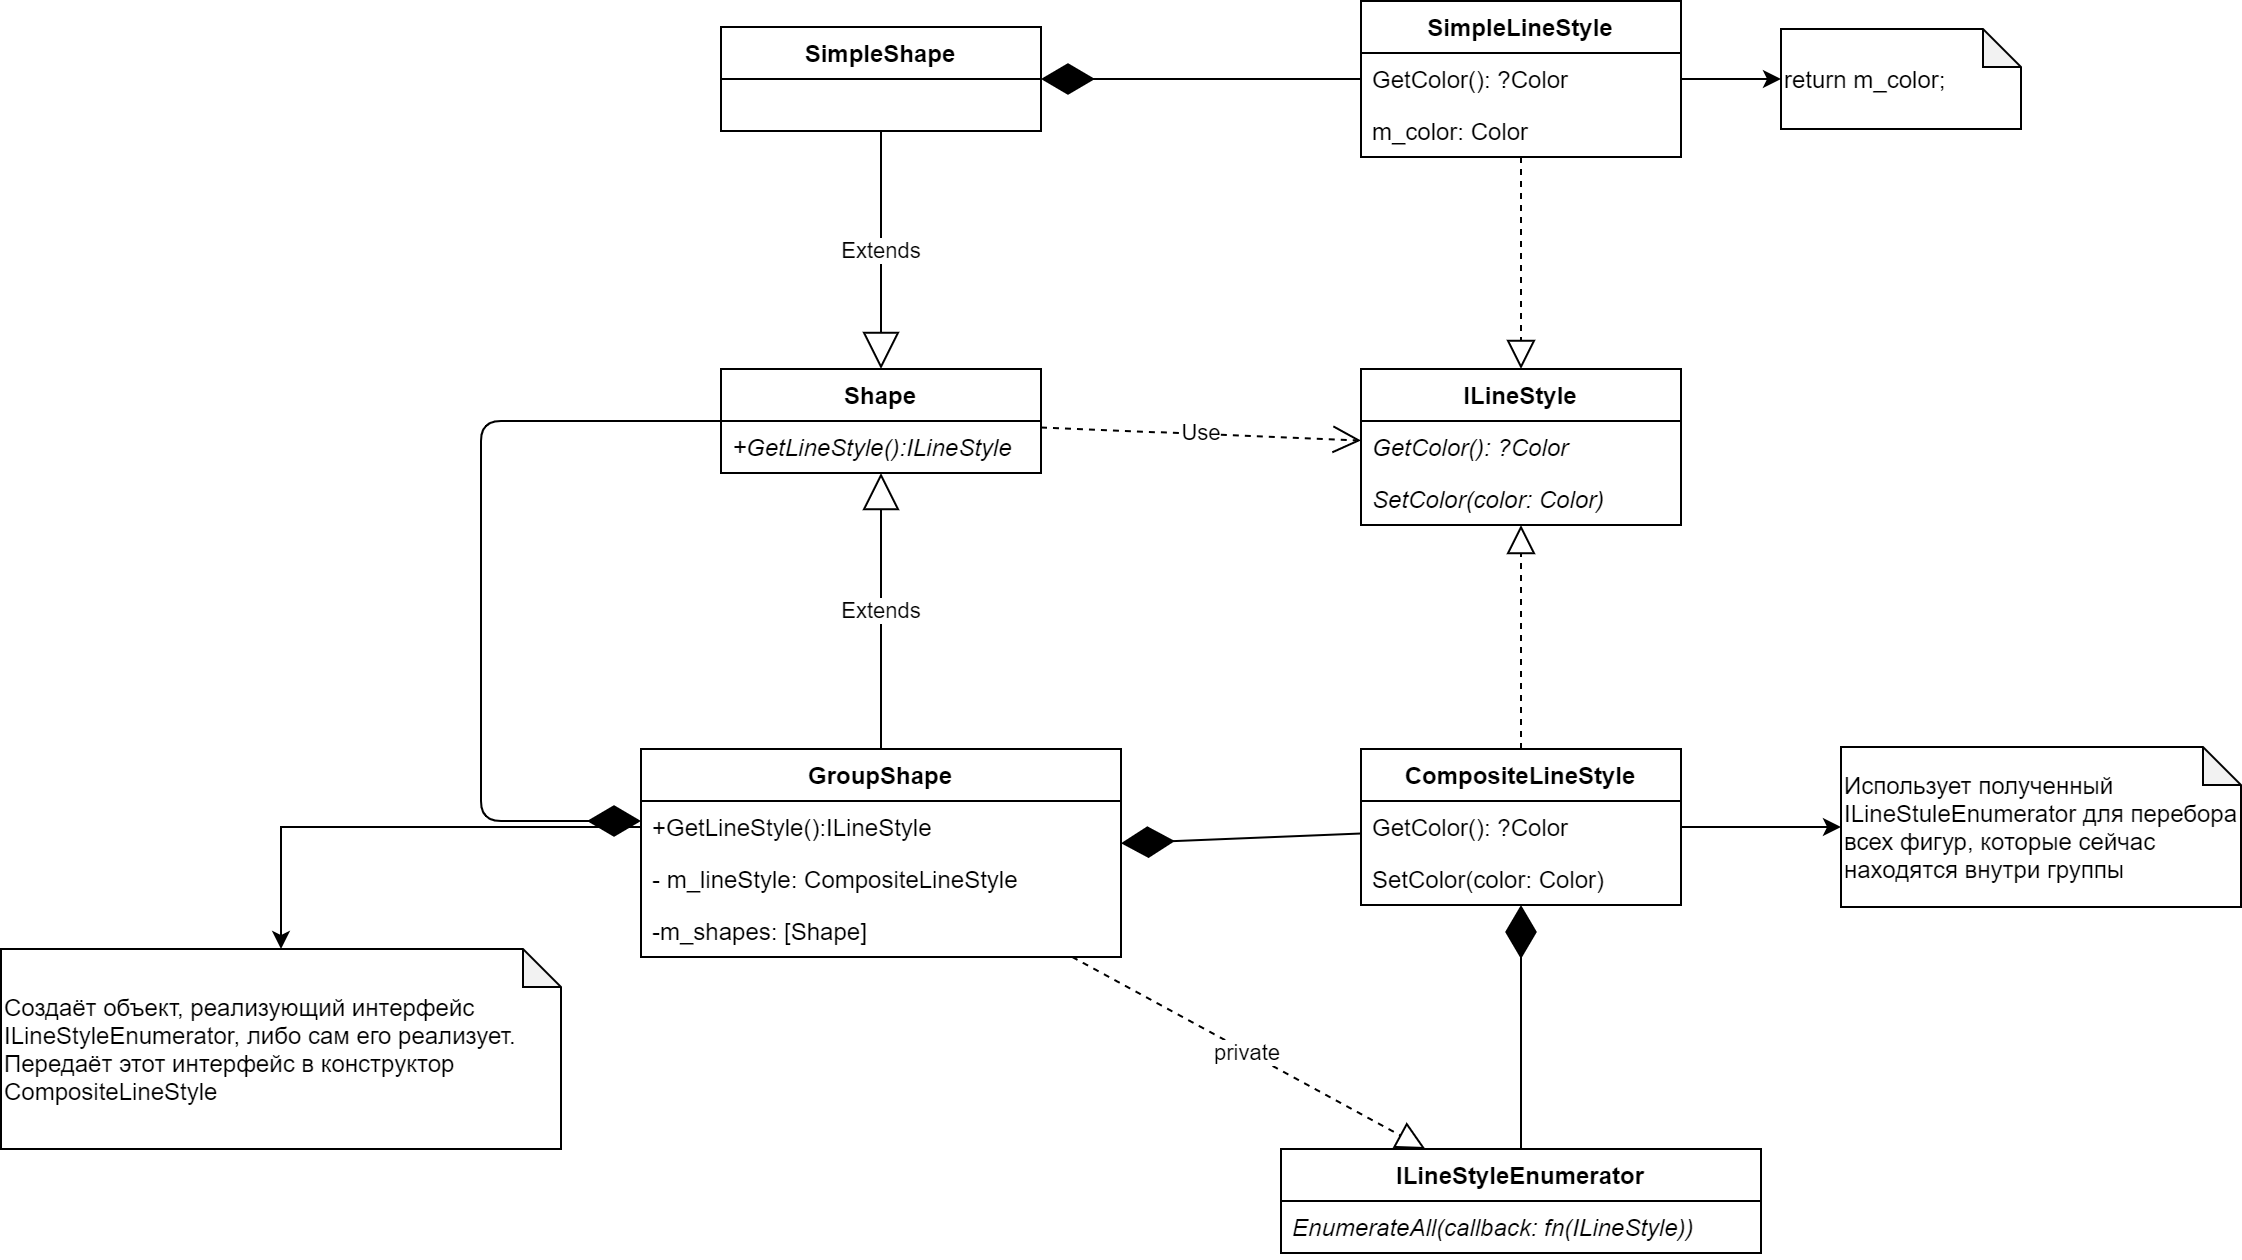 SimpleShape
SimpleLineStyle
GetColor(): ?Color
m_color: Color
return m_color;
Extends
Shape
+GetLineStyle():ILineStyle
Use
ILineStyle
GetColor(): ?Color
SetColor(color: Color)
Extends
GroupShape
+GetLineStyle():ILineStyle
- m_lineStyle: CompositeLineStyle
-m_shapes: [Shape]
CompositeLineStyle
GetColor(): ?Color
SetColor(color: Color)
Использует полученный
ILineStuleEnumerator для перебора
всех фигур, которые сейчас
находятся внутри группы
Создаёт объект, реализующий интерфейс
ILineStyleEnumerator, либо сам его реализует.
Передаёт этот интерфейс в конструктор
CompositeLineStyle
private
ILineStyleEnumerator
EnumerateAll(callback: fn(ILineStyle))